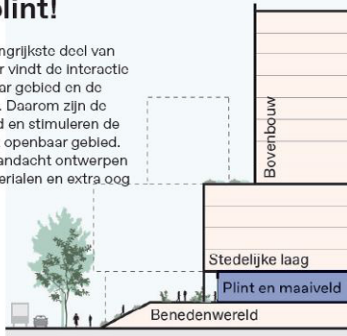 plint!
ngrijkste deel van
r vindt de interactie
ar gebied en de
. Daarom zijn de
d en stimuleren de
openbaar gebied.
andacht ontwerpen
erialen en extra oog
Bovenbouw
Stedelijke laag
Plint en maaiveld
Benedenwereld